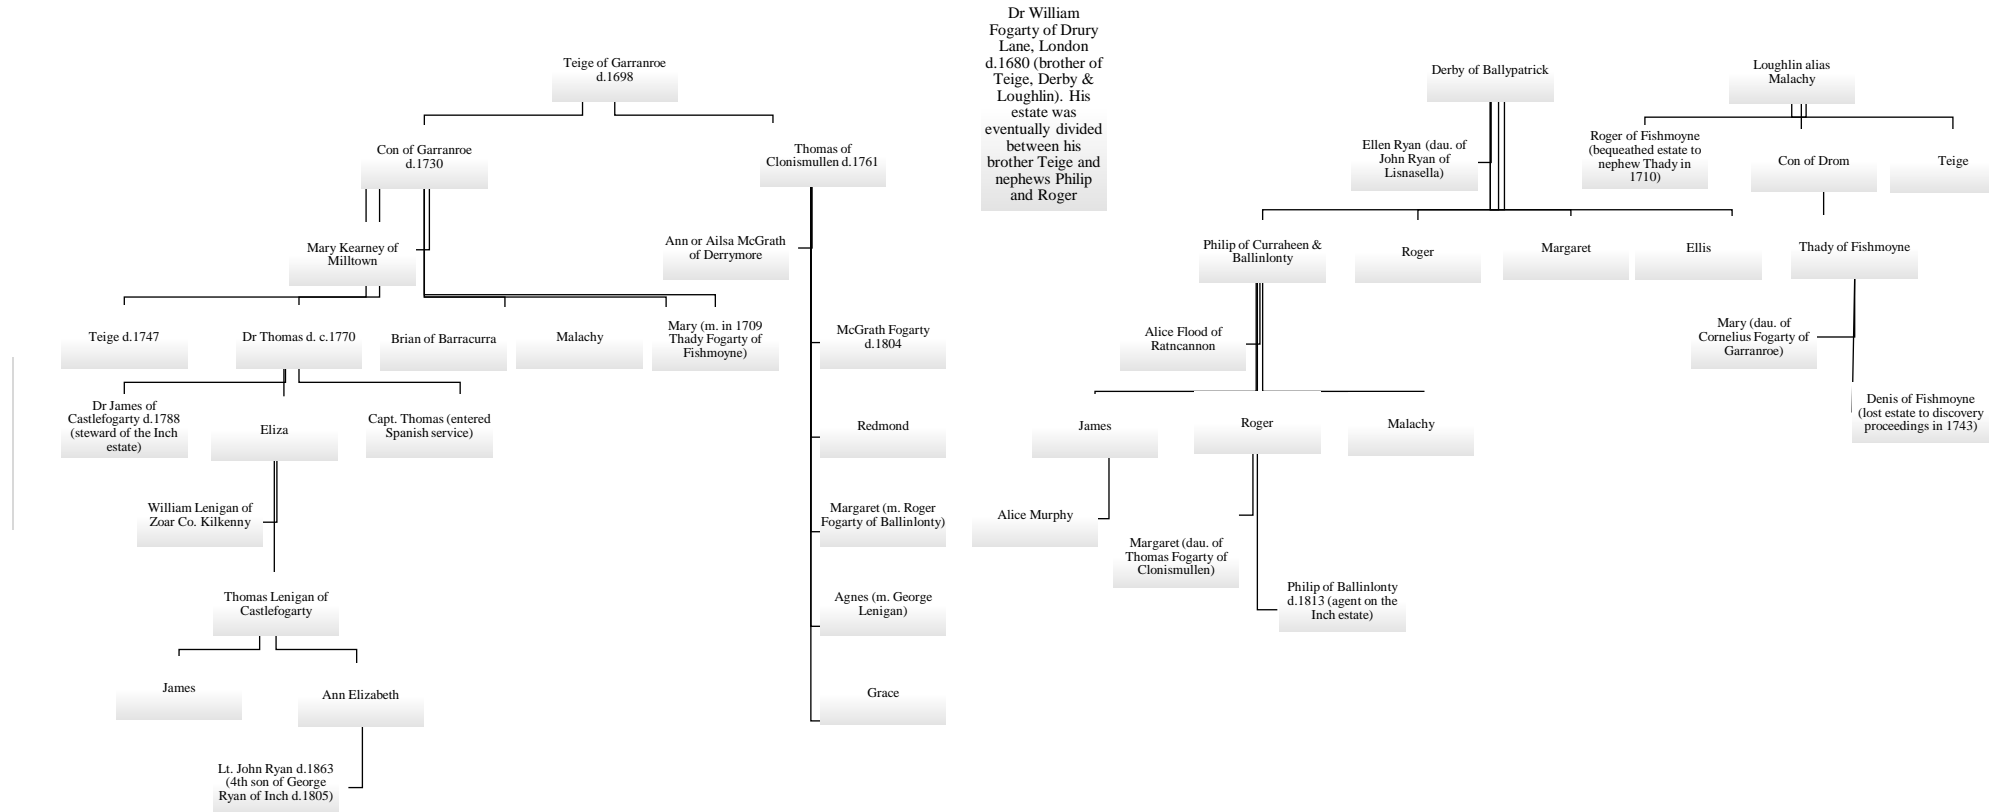 Dr William
Fogarty of Drury
Lane, London
d.1680 (brother of
Teige, Derby &
Loughlin). His
estate was
eventually divided
between his
brother Teige and
nephews Philip
and Roger
Teige of Garranroe
d.1698
Derby of Ballypatrick
Loughlin alias
Malachy
Con of Garranroe
d.1730
Thomas of
Clonismullen d.1761
Ellen Ryan (dau. of
John Ryan of
Lisnasella)
Roger of Fishmoyne
(bequeathed estate to
nephew Thady in
1710)
Con of Drom
Teige
Mary Kearney of
Milltown
Ann or Ailsa McGrath
of Derrymore
Philip of Curraheen &
Ballinlonty
Roger
Margaret
Ellis
Thady of Fishmoyne
Teige d.1747
Dr Thomas d. c.1770
Brian of Barracurra
Malachy
Mary (m. in 1709
Thady Fogarty of
Fishmoyne)
McGrath Fogarty
d.1804
Alice Flood of
Ratncannon
Mary (dau. of
Cornelius Fogarty of
Garranroe)
Dr James of
Castlefogarty d.1788
(steward of the Inch
estate)
Eliza
Capt. Thomas (entered
Spanish service)
Redmond
James
Roger
Malachy
Denis of Fishmoyne
(lost estate to discovery
proceedings in 1743)
William Lenigan of
Zoar Co. Kilkenny
Margaret (m. Roger
Fogarty of Ballinlonty)
Alice Murphy
Margaret (dau. of
Thomas Fogarty of
Clonismullen)
Thomas Lenigan of
Castlefogarty
Agnes (m. George
Lenigan)
Philip of Ballinlonty
d.1813 (agent on the
Inch estate)
James
Ann Elizabeth
Grace
Lt. John Ryan d.1863
(4th son of George
Ryan of Inch d.1805)